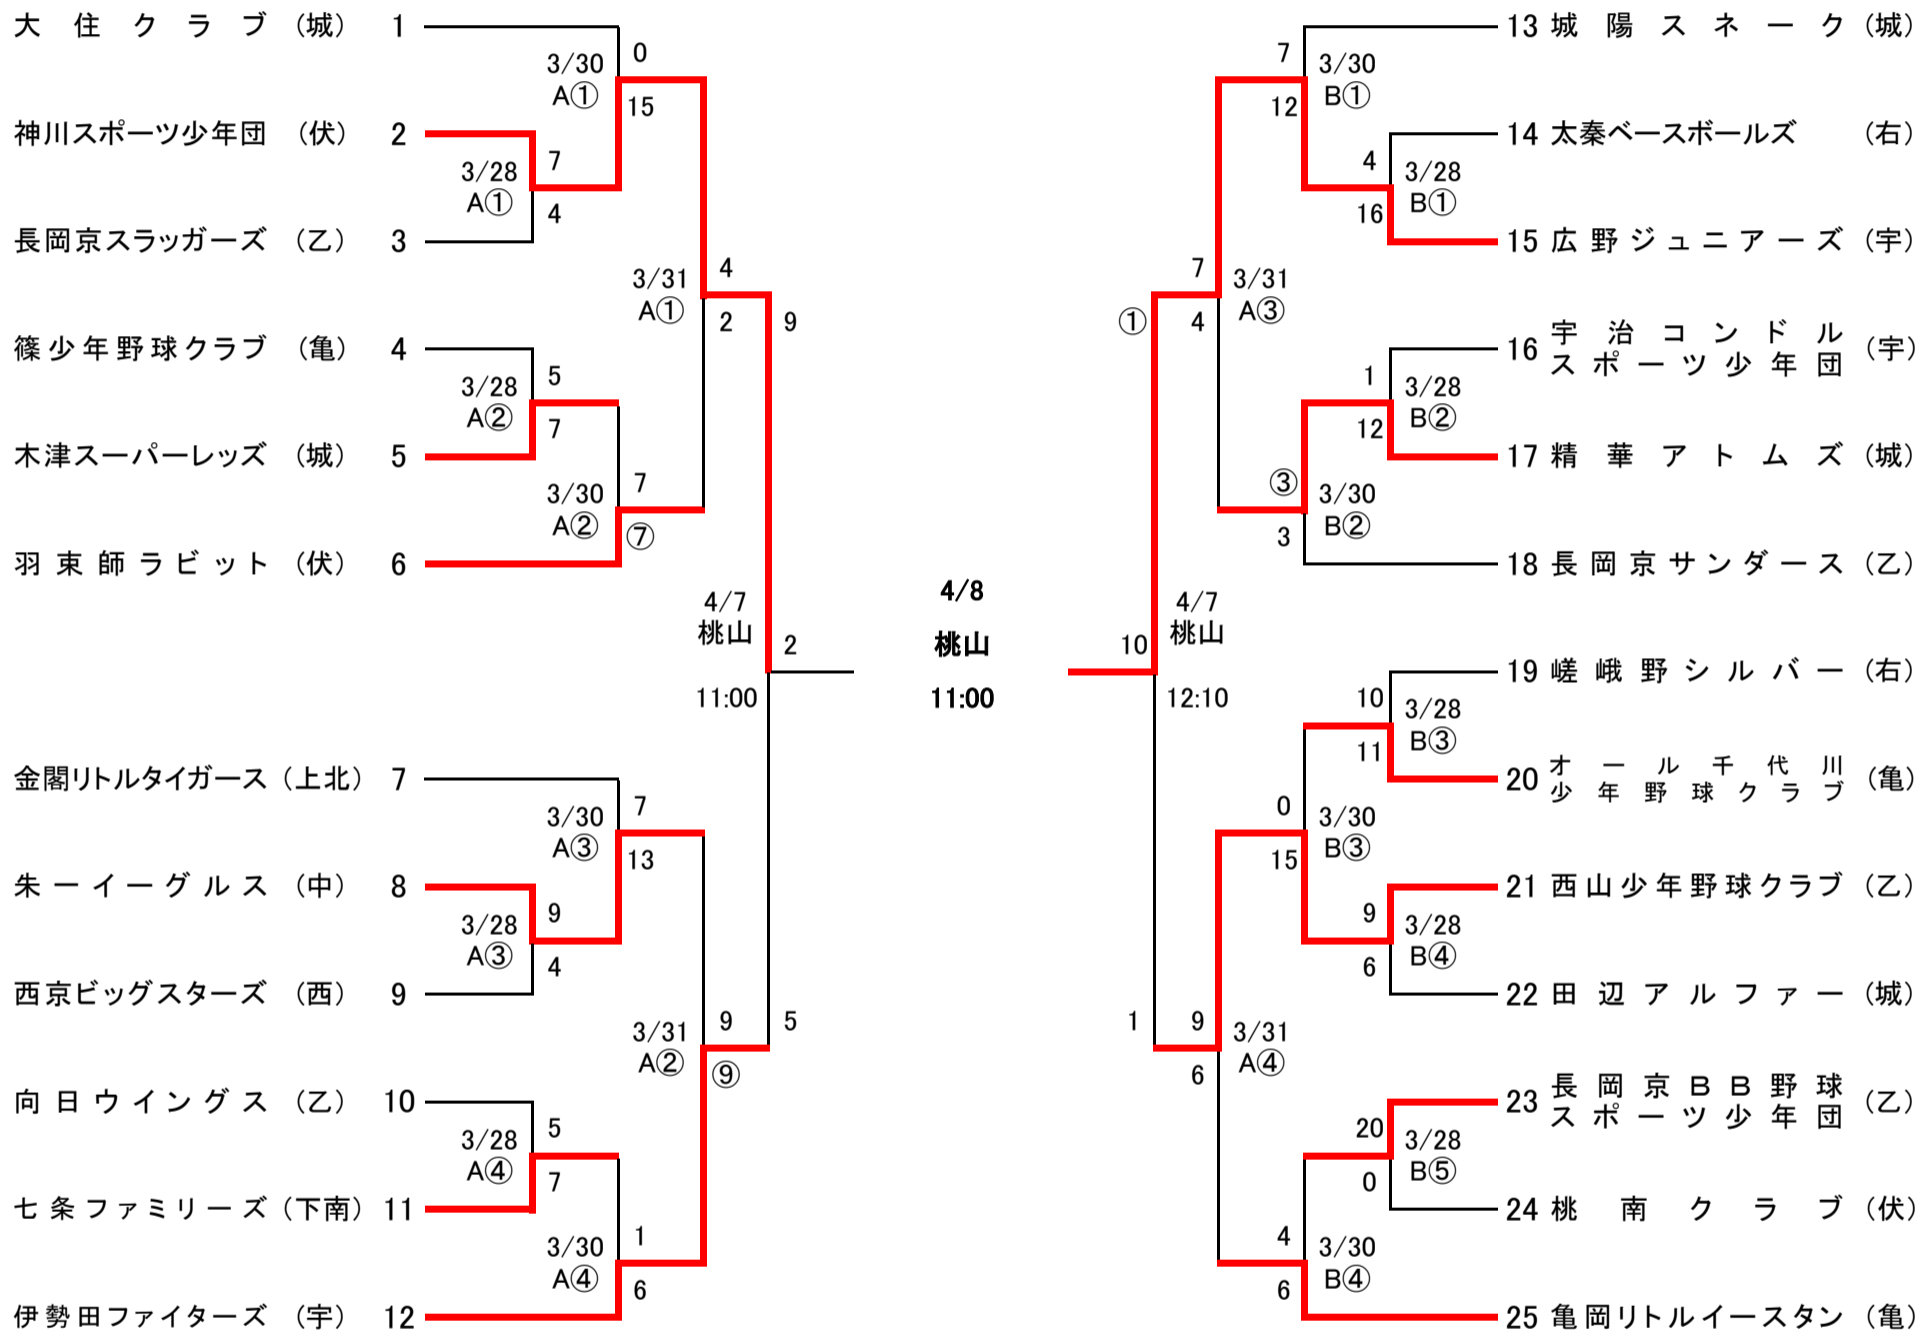 大住クラブ (城) 1
神川スポーツ少年団 (伏) 2
長岡京スラッガーズ (乙) 3
篠少年野球クラブ (亀) 4
木津スーパーレッズ (城) 5
羽束師ラビット (伏) 6
金閣リトルタイガース (上北) 7
朱一イーグルス (中) 8
西京ビッグスターズ (西) 9
向日ウイングス (乙) 10
七条ファミリーズ (下南) 11
伊勢田ファイターズ (宇) 12
3/28
A①
7
4
3/28
A②
5
7
3/28
A③
9
4
3/28
A④
5
7
3/30
A①
0
15
3/30
A②
7
⑦
3/30
A③
7
13
3/30
A④
1
6
3/31
A①
4
2
3/31
A②
9
⑨
9
4/7
桃山
11:00
5
2
4/8
桃山
11:00
10
①
4/7
桃山
12:10
1
7
4
3/31
A③
9
6
3/31
A④
7
12
3/30
B①
③
3
3/30
B②
0
15
3/30
B③
4
6
3/30
B④
4
16
3/28
B①
1
12
3/28
B②
10
11
3/28
B③
9
6
3/28
B④
20
0
3/28
B⑤
13 城陽スネーク (城)
14 太秦ベースボールズ (右)
15 広野ジュニアーズ (宇)
16 宇治コンドル
スポーツ少年団 (宇)
17 精華アトムズ (城)
18 長岡京サンダース (乙)
19 嵯峨野シルバー (右)
20 オール千代川
少年野球クラブ (亀)
21 西山少年野球クラブ (乙)
22 田辺アルファー (城)
23 長岡京BB野球
スポーツ少年団 (乙)
24 桃南クラブ (伏)
25 亀岡リトルイースタン (亀)